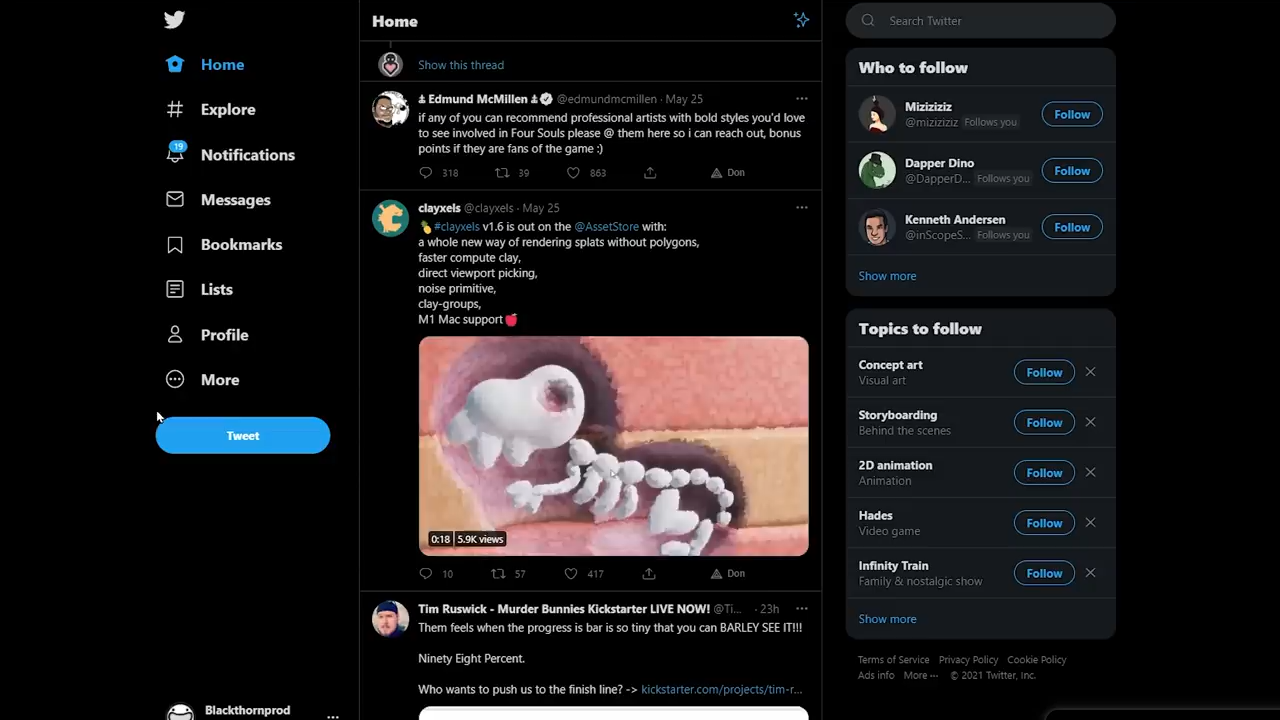 Home
Explore
19
Notifications
Messages
Bookmarks
Lists
Profile
More
Tweet
Blackthornprod
Home
Show this thread
Edmund McMillen @edmundmcmillen · May 25
if any of you can recommend professional artists with bold styles you'd love
to see involved in Four Souls please @ them here so i can reach out, bonus
points if they are fans of the game :)
318 39 863 Don
clayxels @clayxels · May 25
🍍#clayxels v1.6 is out on the @AssetStore with:
a whole new way of rendering splats without polygons,
faster compute clay,
direct viewport picking,
noise primitive,
clay-groups,
M1 Mac support🍎
0:18 5.9K views
10 57 417 Don
Tim Ruswick - Murder Bunnies Kickstarter LIVE NOW! @Ti... · 23h
Them feels when the progress is bar is so tiny that you can BARLEY SEE IT!!!
Ninety Eight Percent.
Who wants to push us to the finish line? -> kickstarter.com/projects/tim-r...
Search Twitter
Who to follow
Miziziziz
@miziziziz Follows you
Follow
Dapper Dino
@DapperD... Follows you
Follow
Kenneth Andersen
@inScopeS... Follows you
Follow
Show more
Topics to follow
Concept art
Visual art
Follow
Storyboarding
Behind the scenes
Follow
2D animation
Animation
Follow
Hades
Video game
Follow
Infinity Train
Family & nostalgic show
Follow
Show more
Terms of Service Privacy Policy Cookie Policy
Ads info More ··· © 2021 Twitter, Inc.